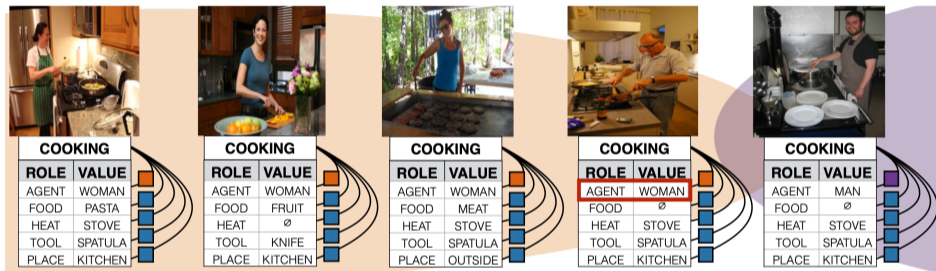 COOKING
ROLE VALUE
AGENT WOMAN
FOOD PASTA
HEAT STOVE
TOOL SPATULA
PLACE KITCHEN
COOKING
ROLE VALUE
AGENT WOMAN
FOOD FRUIT
HEAT ∅
TOOL KNIFE
PLACE KITCHEN
COOKING
ROLE VALUE
AGENT WOMAN
FOOD MEAT
HEAT STOVE
TOOL SPATULA
PLACE OUTSIDE
COOKING
ROLE VALUE
AGENT WOMAN
FOOD ∅
HEAT STOVE
TOOL SPATULA
PLACE KITCHEN
COOKING
ROLE VALUE
AGENT MAN
FOOD ∅
HEAT STOVE
TOOL SPATULA
PLACE KITCHEN